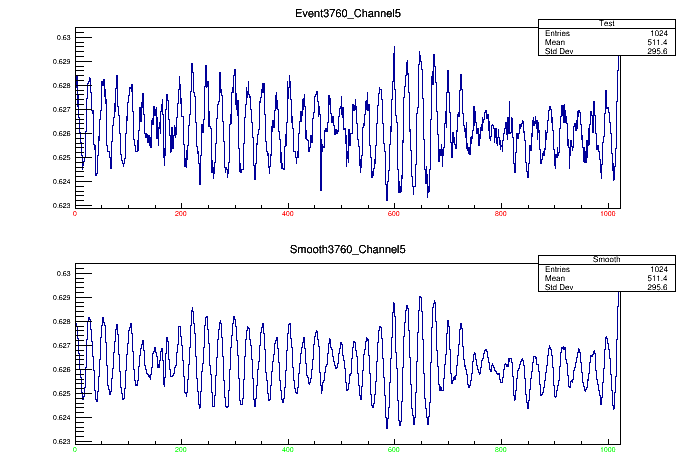 Event3760_Channel5
Test
Entries 1024
Mean 511.4
Std Dev 295.6
0.63
0.629
0.628
0.627
0.626
0.625
0.624
0.623
0 200 400 600 800 1000
Smooth3760_Channel5
Smooth
Entries 1024
Mean 511.4
Std Dev 295.6
0.63
0.629
0.628
0.627
0.626
0.625
0.624
0.623
0 200 400 600 800 1000